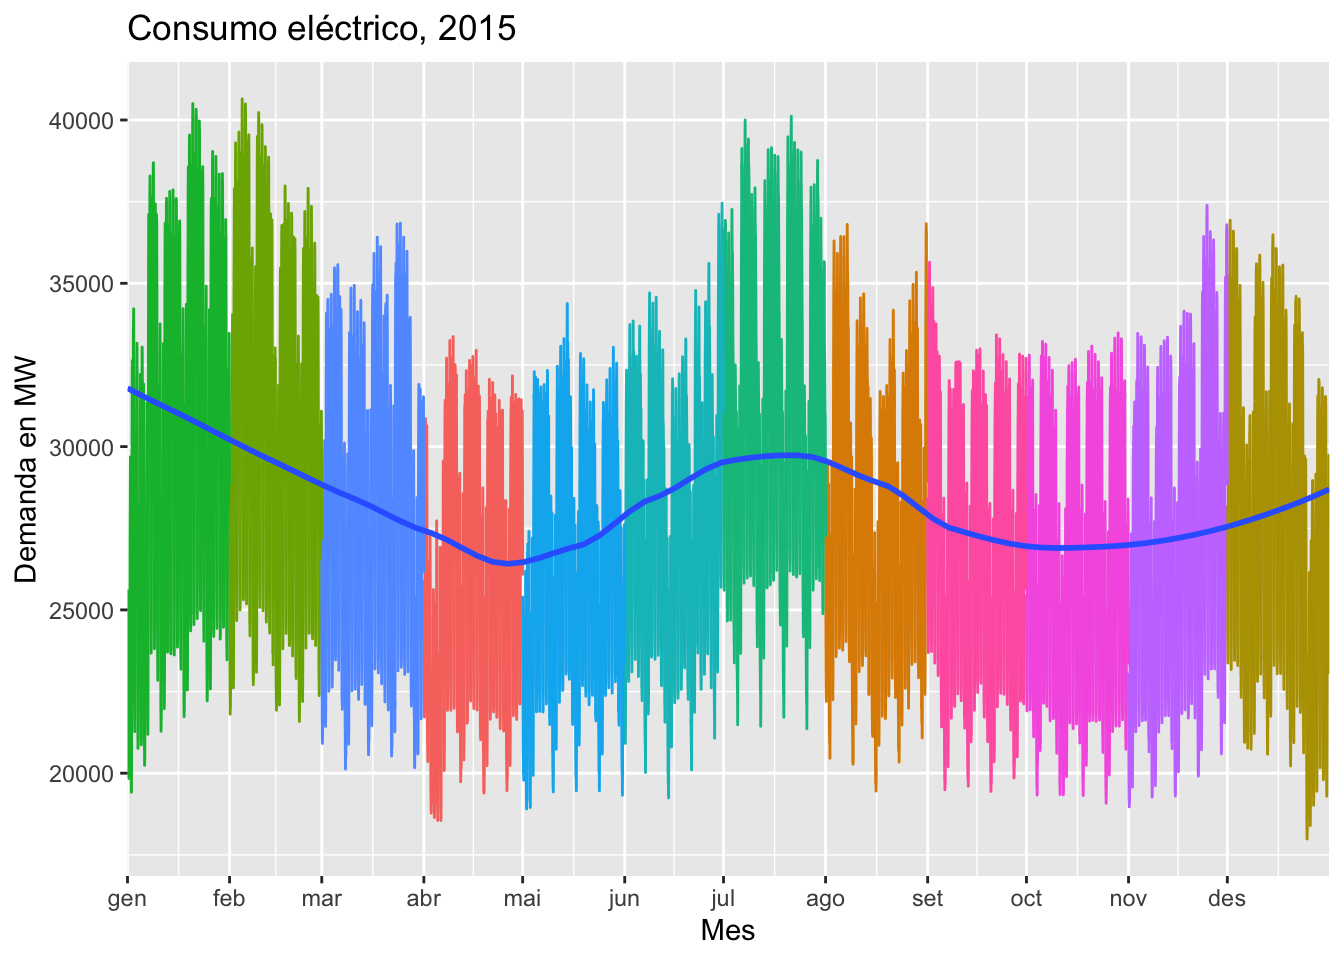 Consumo eléctrico, 2015
Demanda en MW
40000
35000
30000
25000
20000
gen feb mar abr mai jun jul ago set oct nov des
Mes